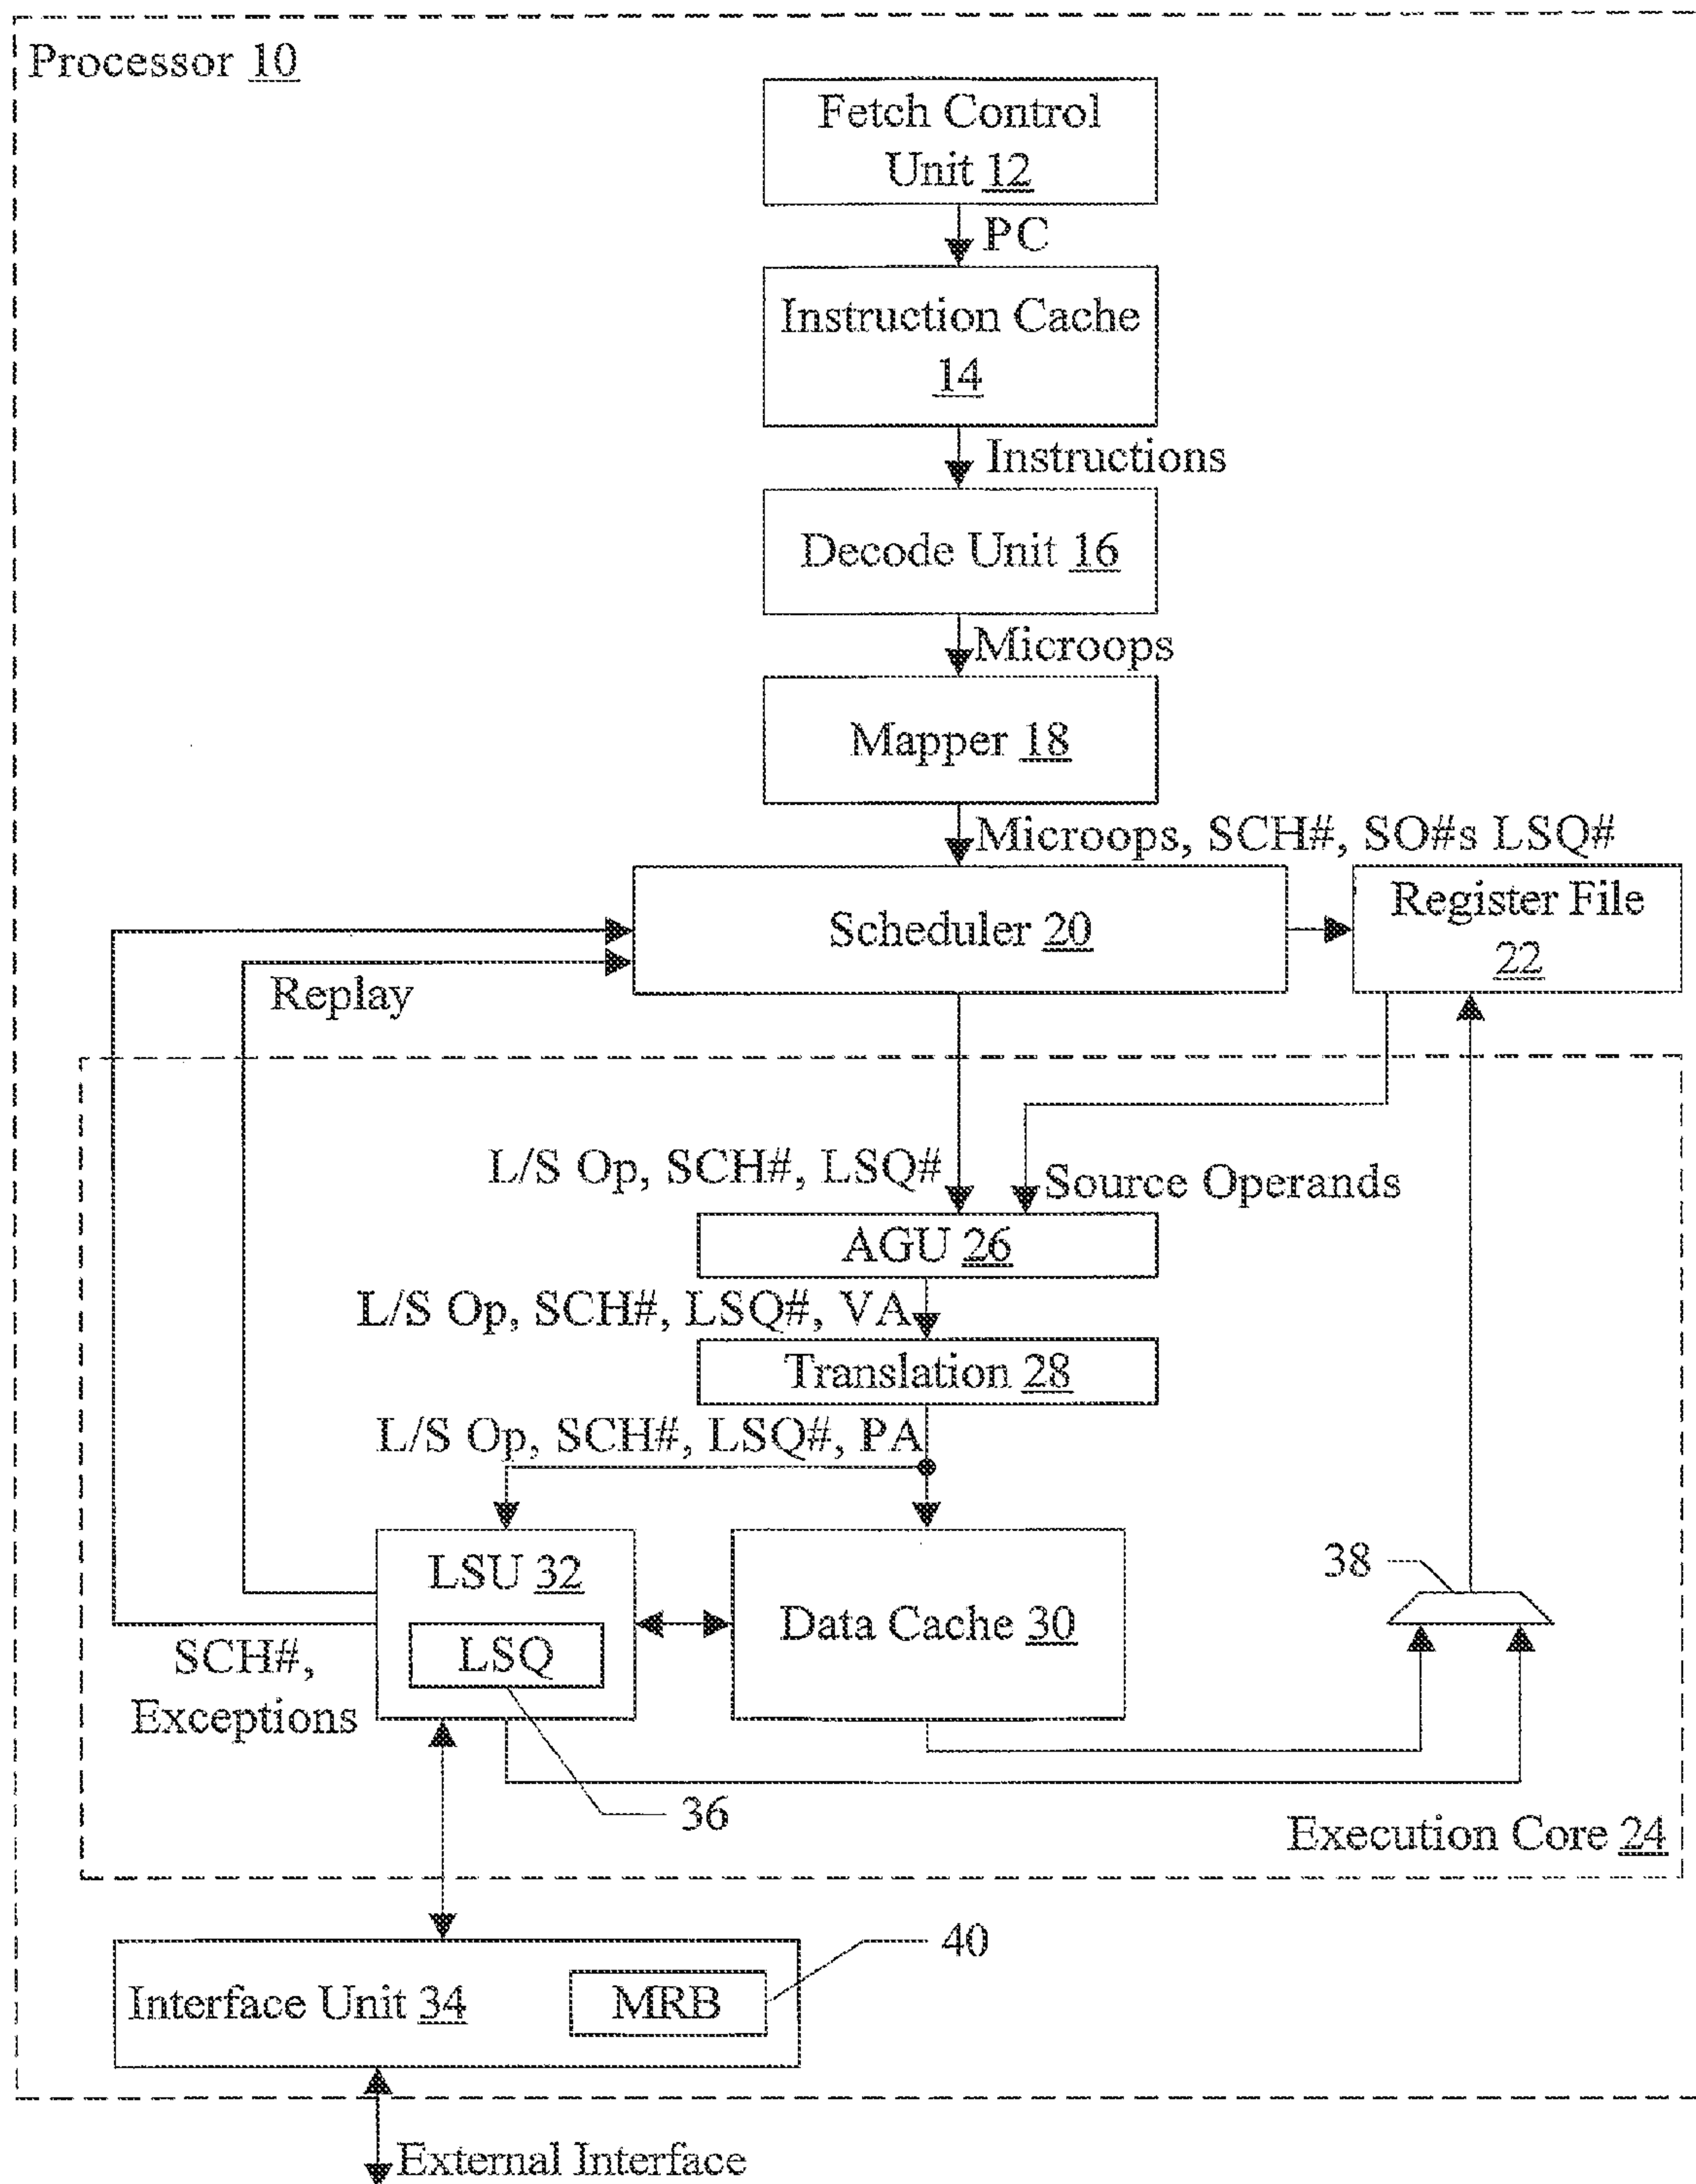 Processor 10
Fetch Control
Unit 12
PC
Instruction Cache
14
Instructions
Decode Unit 16
Microops
Mapper 18
Microops, SCH#, SO#s LSQ#
Scheduler 20
Register File
22
Replay
L/S Op, SCH#, LSQ#
Source Operands
AGU 26
L/S Op, SCH#, LSQ#, VA
Translation 28
L/S Op, SCH#, LSQ#, PA
LSU 32
LSQ
Data Cache 30
38
SCH#,
Exceptions
36
Execution Core 24
Interface Unit 34
MRB
40
External Interface